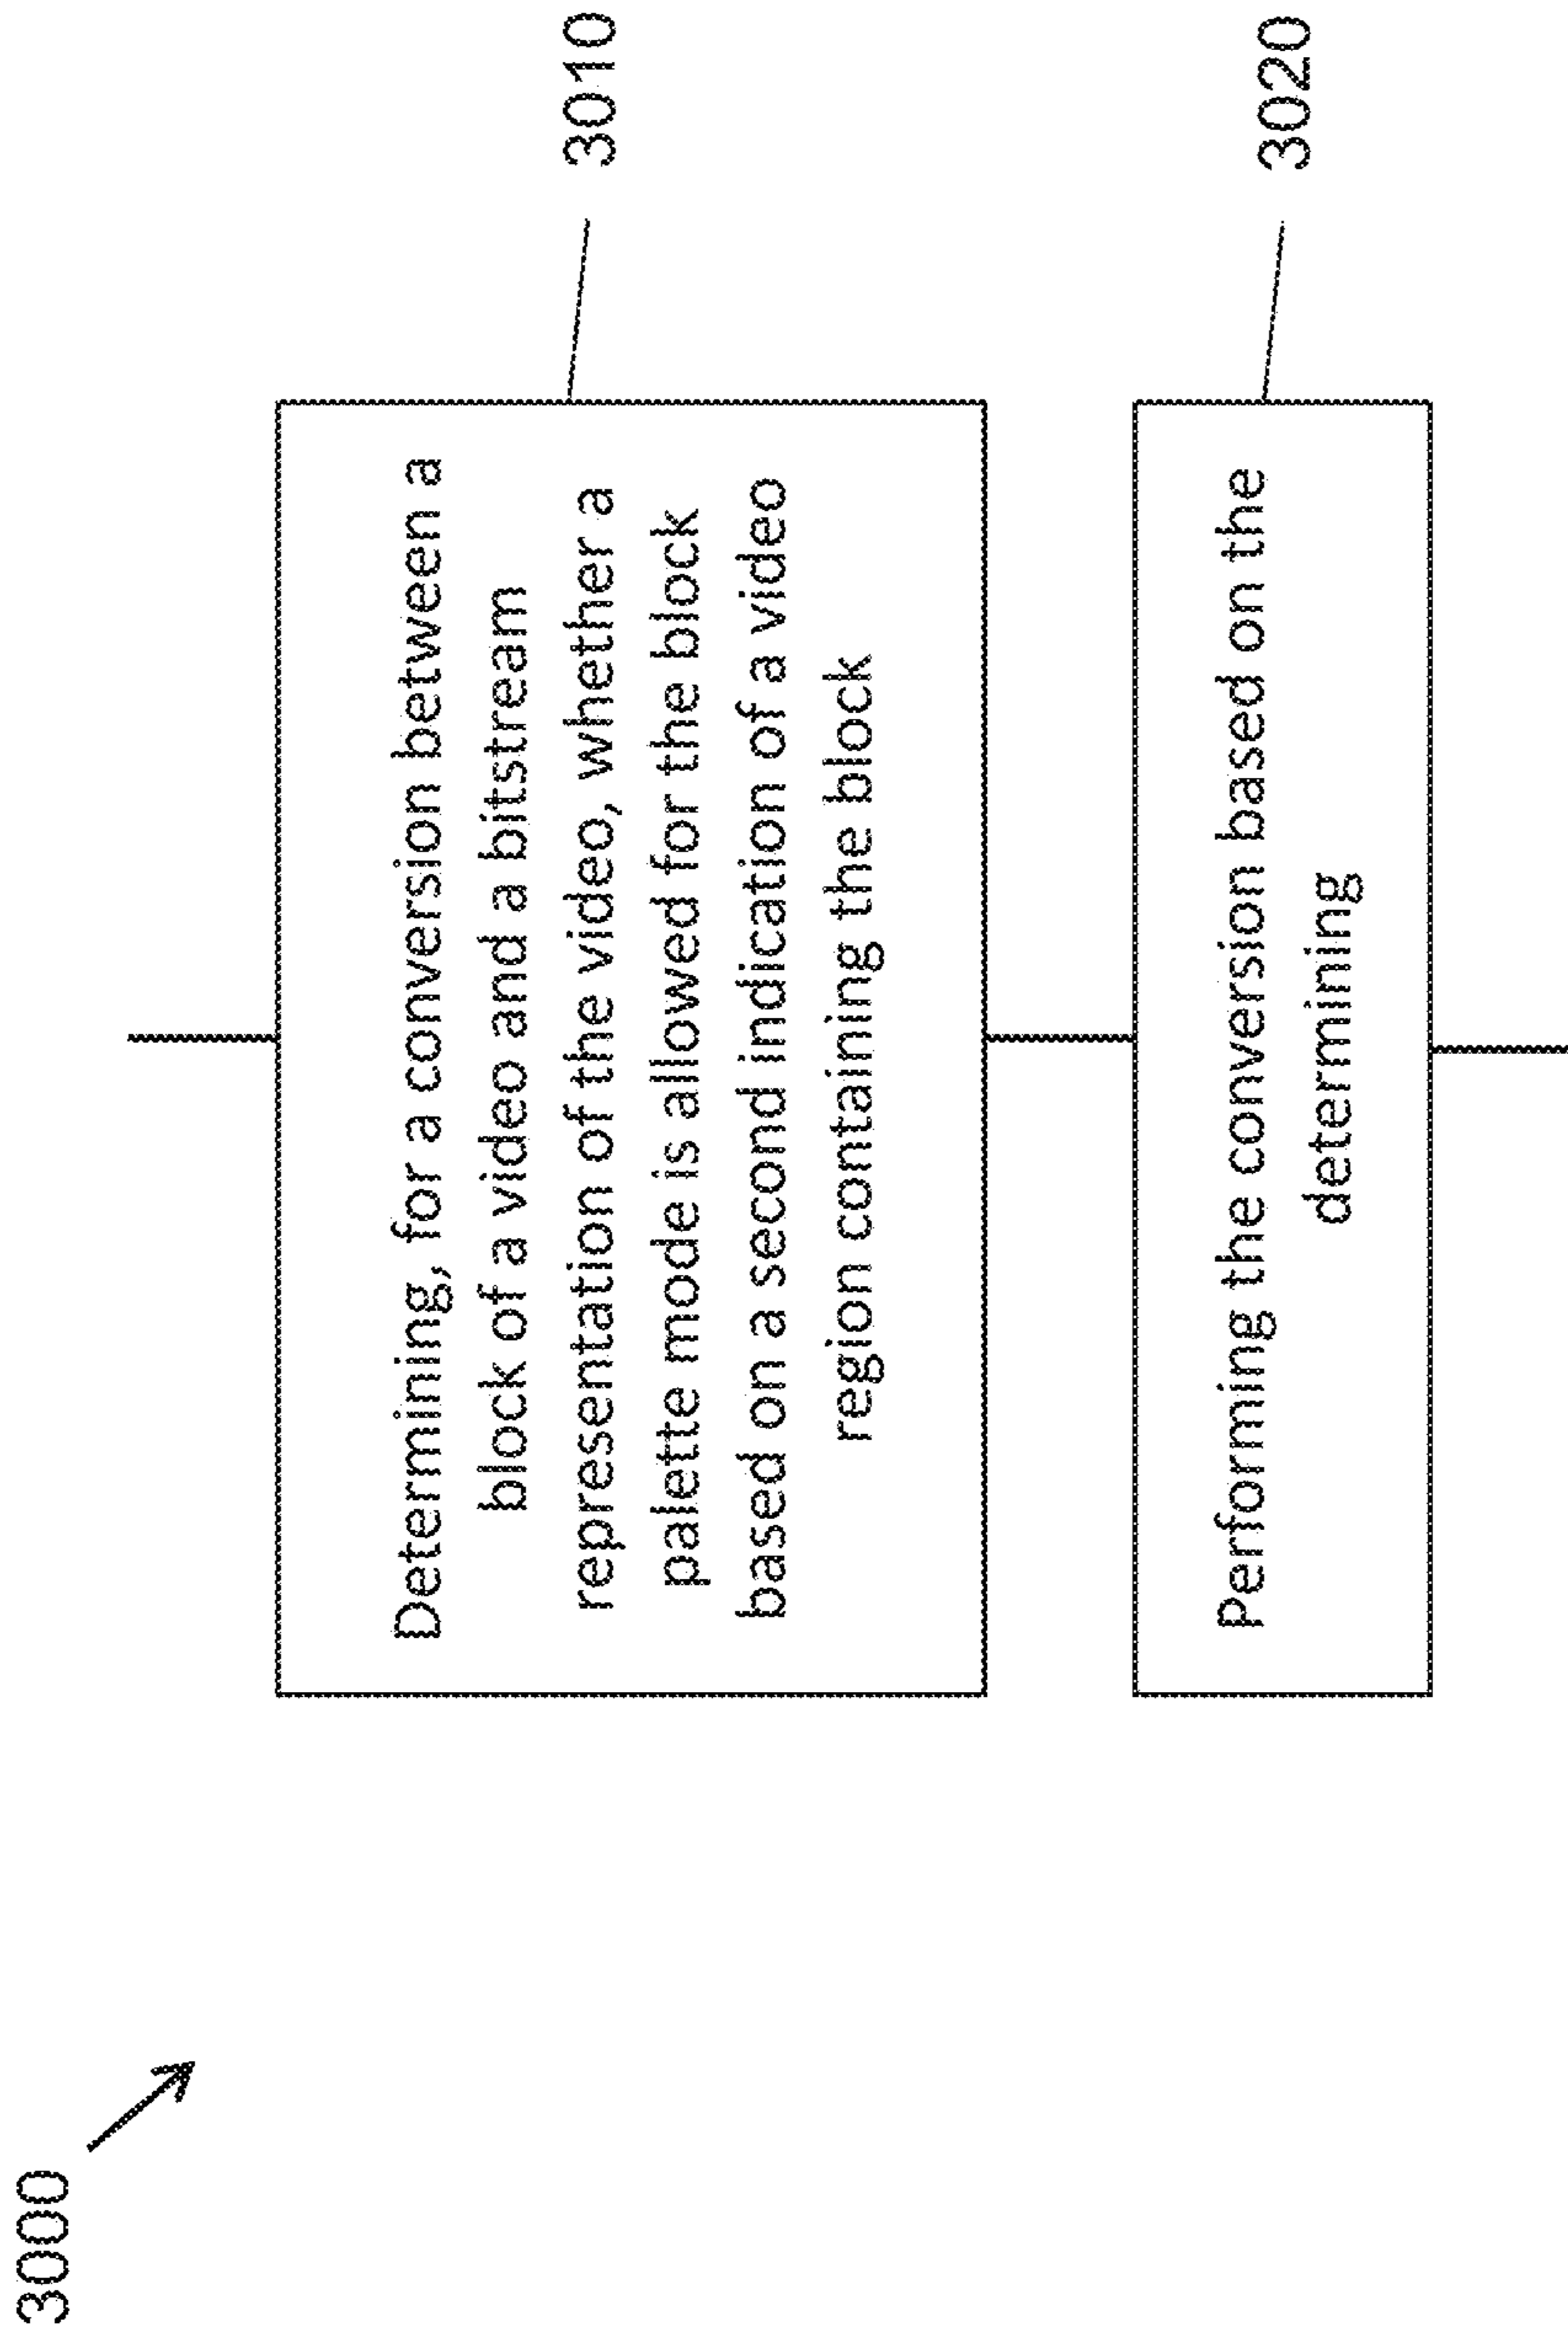 3000
Determining, for a conversion between a
block of a video and a bitstream
representation of the video, whether a
palette mode is allowed for the block
based on a second indication of a video
region containing the block
3010
Performing the conversion based on the
determining
3020